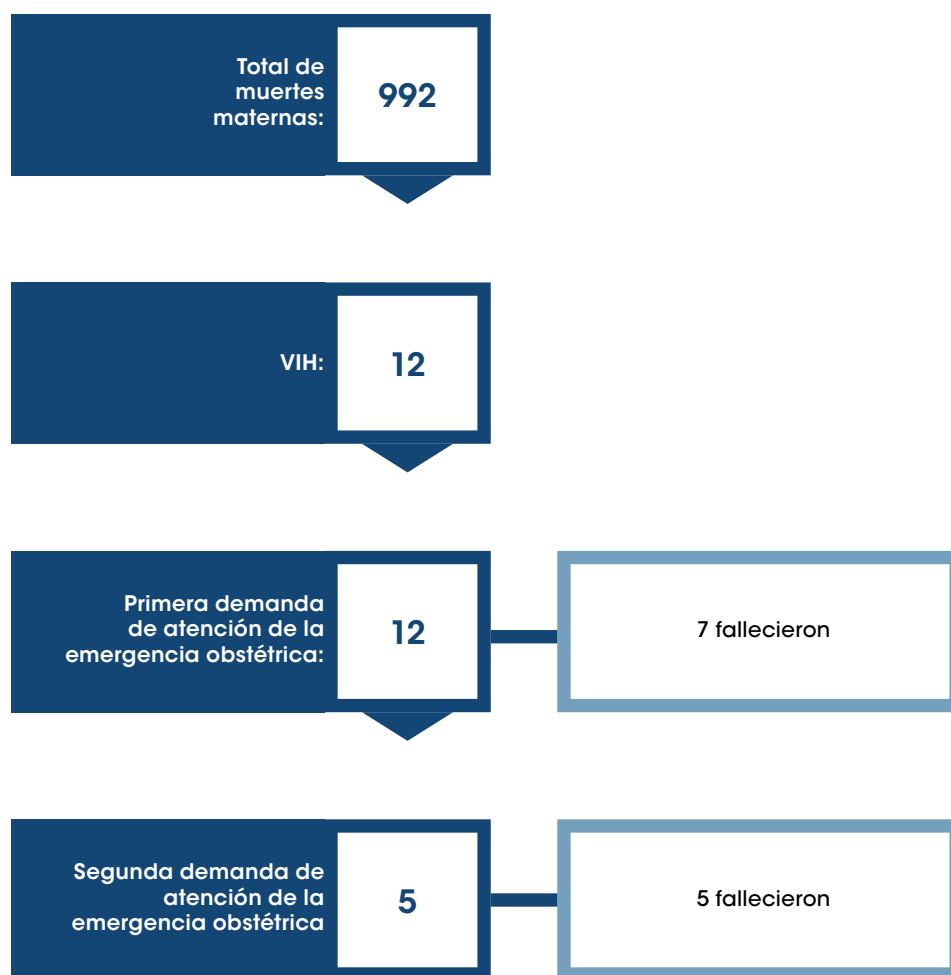 Total de
muertes
maternas:
992
VIH:
12
Primera demanda
de atención de la
emergencia obstétrica:
12
7 fallecieron
Segunda demanda de
atención de la
emergencia obstétrica
5
5 fallecieron